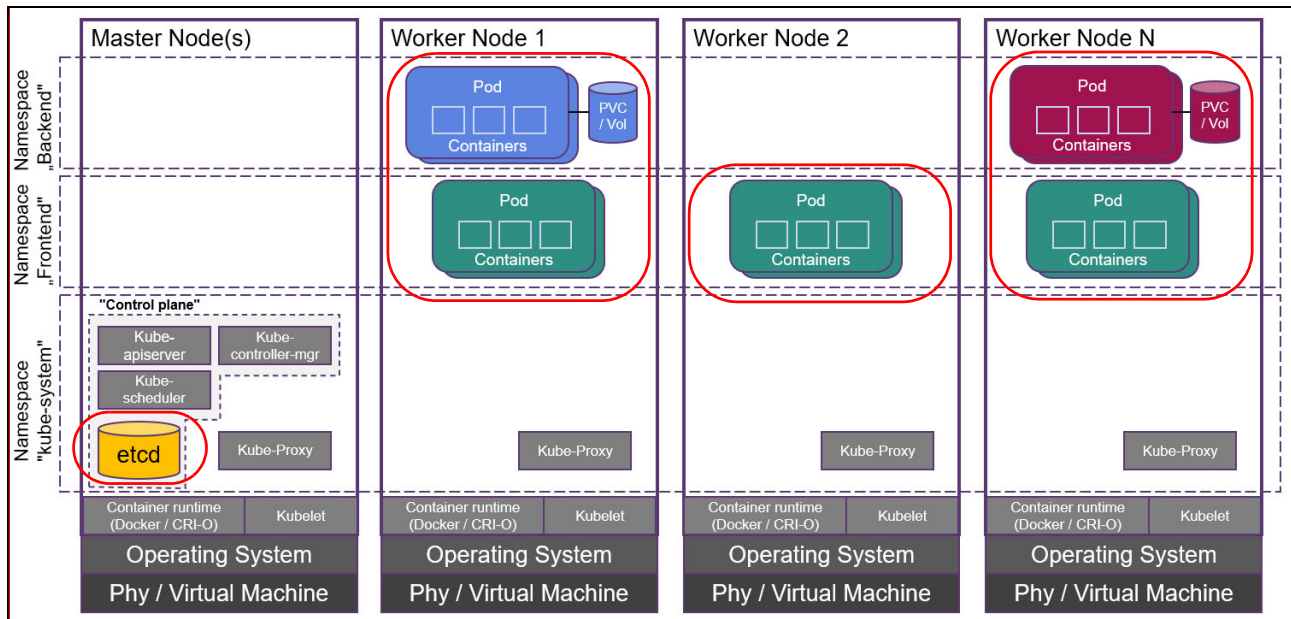 Master Node(s)
Worker Node 1
Worker Node 2
Worker Node N
Namespace
„Backend"
Pod
Containers
PVC
/ Vol
Pod
Containers
PVC
/ Vol
Namespace
„Frontend"
Pod
Containers
Pod
Containers
Pod
Containers
Namespace
"kube-system"
"Control plane"
Kube-
apiserver
Kube-
controller-mgr
Kube-
scheduler
etcd
Kube-Proxy
Kube-Proxy
Kube-Proxy
Kube-Proxy
Container runtime
(Docker / CRI-O)
Kubelet
Container runtime
(Docker / CRI-O)
Kubelet
Container runtime
(Docker / CRI-O)
Kubelet
Container runtime
(Docker / CRI-O)
Kubelet
Operating System
Operating System
Operating System
Operating System
Phy / Virtual Machine
Phy / Virtual Machine
Phy / Virtual Machine
Phy / Virtual Machine